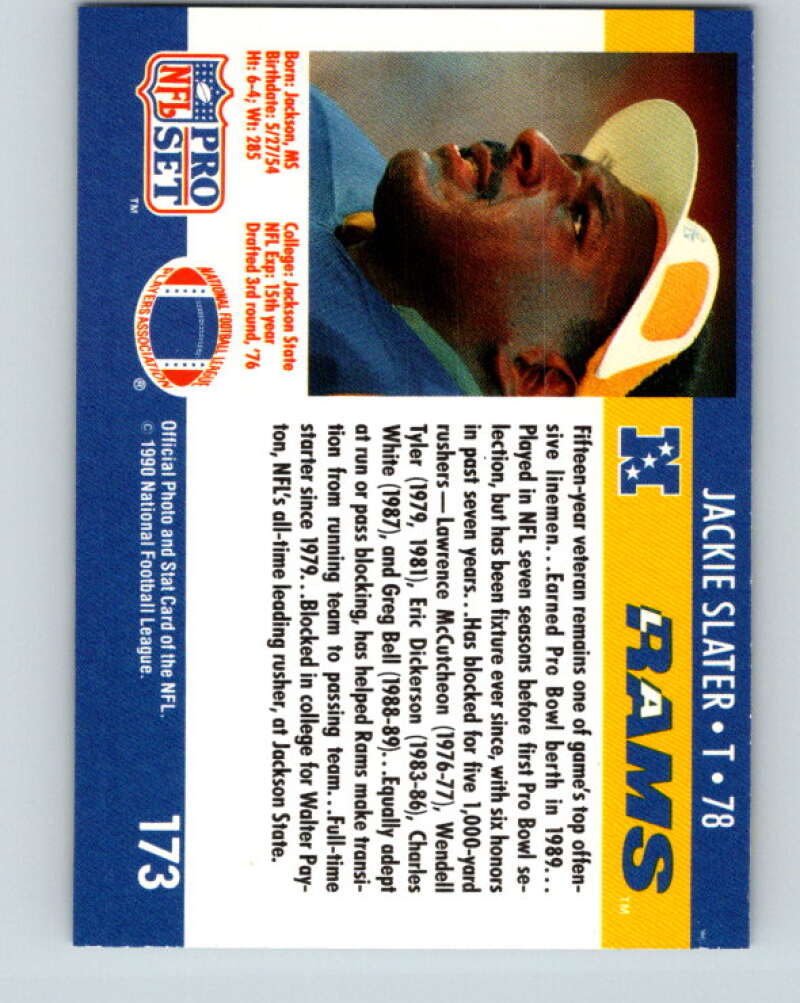 JACKIE SLATER • T • 78
N
LA RAMS™
Fifteen-year veteran remains one of game's top offen-
sive linemen...Earned Pro Bowl berth in 1989...
Played in NFL seven seasons before first Pro Bowl se-
lection, but has been fixture ever since, with six honors
in past seven years...Has blocked for five 1,000-yard
rushers—Lawrence McCutcheon (1976-77), Wendell
Tyler (1979, 1981), Eric Dickerson (1983-86), Charles
White (1987), and Greg Bell (1988-89)...Equally adept
at run or pass blocking, has helped Rams make transi-
tion from running team to passing team...Full-time
starter since 1979...Blocked in college for Walter Pay-
ton, NFL's all-time leading rusher, at Jackson State.
Born: Jackson, MS
Birthdate: 5/27/54
Ht: 6-4; Wt: 285
College: Jackson State
NFL Exp: 15th year
Drafted 3rd round, '76
NFL
PRO
SET™
NATIONAL FOOTBALL LEAGUE
PLAYERS ASSOCIATION®
Official Photo and Stat Card of the NFL.
© 1990 National Football League.
173